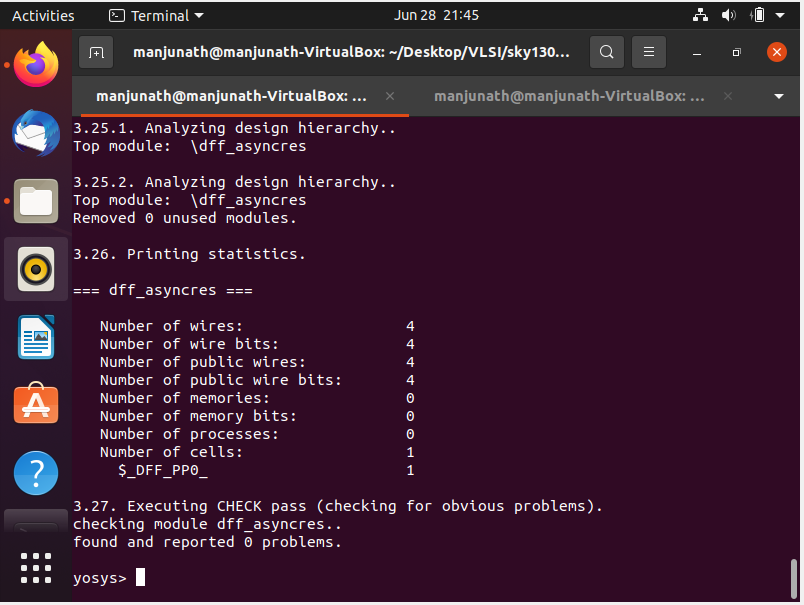 Activities Terminal Jun 28 21:45
manjunath@manjunath-VirtualBox: ~/Desktop/VLSI/sky130...
manjunath@manjunath-VirtualBox: ... manjunath@manjunath-VirtualBox: ...
3.25.1. Analyzing design hierarchy..
Top module:  \dff_asyncres
3.25.2. Analyzing design hierarchy..
Top module:  \dff_asyncres
Removed 0 unused modules.
3.26. Printing statistics.
=== dff_asyncres ===
Number of wires: 4
Number of wire bits: 4
Number of public wires: 4
Number of public wire bits: 4
Number of memories: 0
Number of memory bits: 0
Number of processes: 0
Number of cells: 1
$_DFF_PP0_ 1
3.27. Executing CHECK pass (checking for obvious problems).
checking module dff_asyncres..
found and reported 0 problems.
yosys>